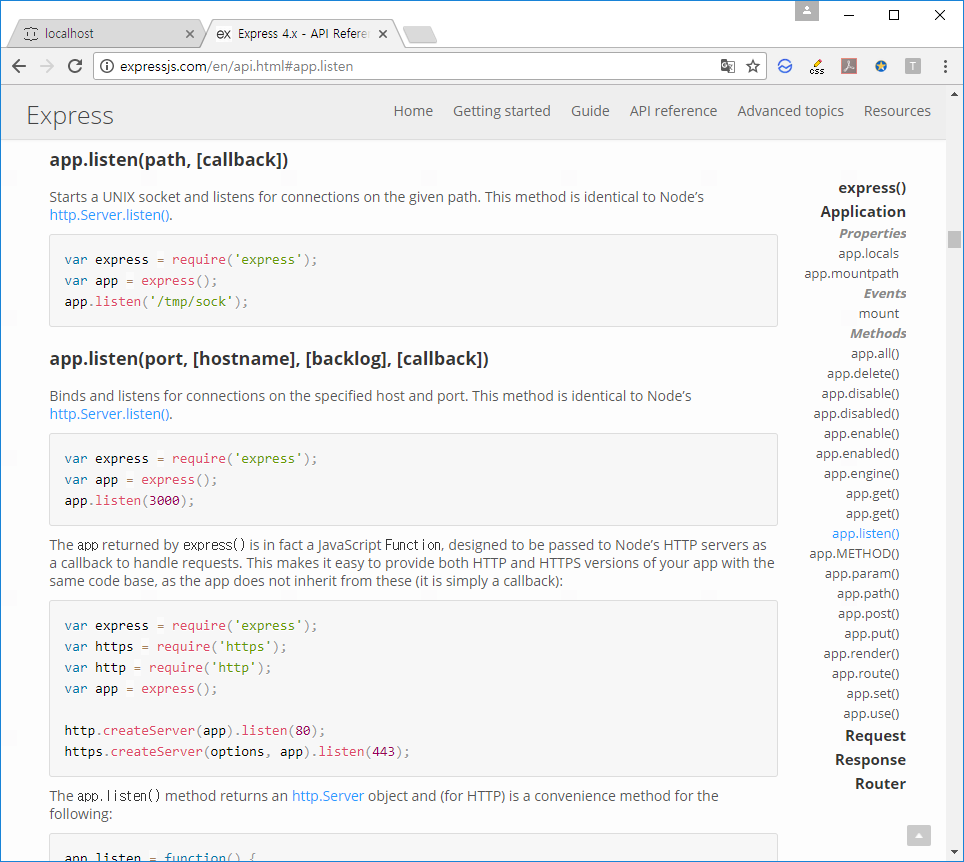 localhost
ex Express 4.x - API Refere
expressjs.com/en/api.html#app.listen
css
T
Express
Home Getting started Guide API reference Advanced topics Resources
app.listen(path, [callback])
Starts a UNIX socket and listens for connections on the given path. This method is identical to Node’s
http.Server.listen().
var express = require('express');
var app = express();
app.listen('/tmp/sock');
app.listen(port, [hostname], [backlog], [callback])
Binds and listens for connections on the specified host and port. This method is identical to Node’s
http.Server.listen().
var express = require('express');
var app = express();
app.listen(3000);
The app returned by express() is in fact a JavaScript Function, designed to be passed to Node’s HTTP servers as
a callback to handle requests. This makes it easy to provide both HTTP and HTTPS versions of your app with the
same code base, as the app does not inherit from these (it is simply a callback):
var express = require('express');
var https = require('https');
var http = require('http');
var app = express();
http.createServer(app).listen(80);
https.createServer(options, app).listen(443);
The app.listen() method returns an http.Server object and (for HTTP) is a convenience method for the
following:
app.listen = function() {
express()
Application
Properties
app.locals
app.mountpath
Events
mount
Methods
app.all()
app.delete()
app.disable()
app.disabled()
app.enable()
app.enabled()
app.engine()
app.get()
app.get()
app.listen()
app.METHOD()
app.param()
app.path()
app.post()
app.put()
app.render()
app.route()
app.set()
app.use()
Request
Response
Router